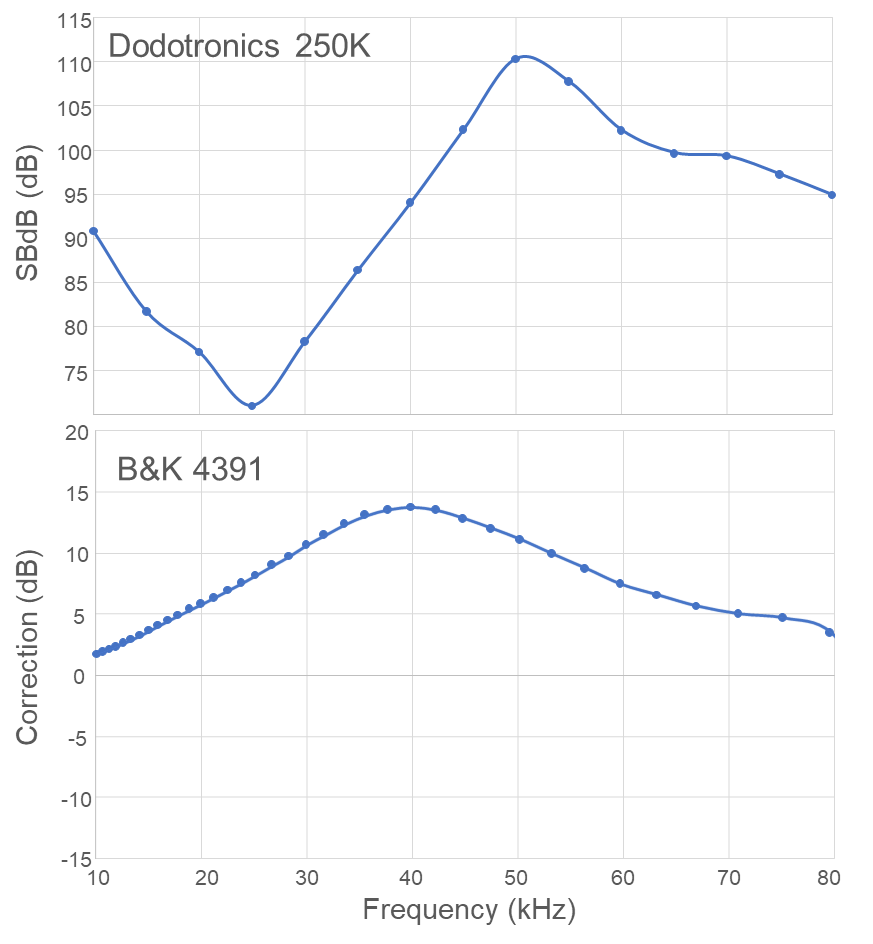 115
Dodotronics 250K
110
105
100
95
90
85
80
75
SBdB (dB)
20
B&K 4391
15
10
5
0
-5
-10
-15
Correction (dB)
10 20 30 40 50 60 70 80
Frequency (kHz)